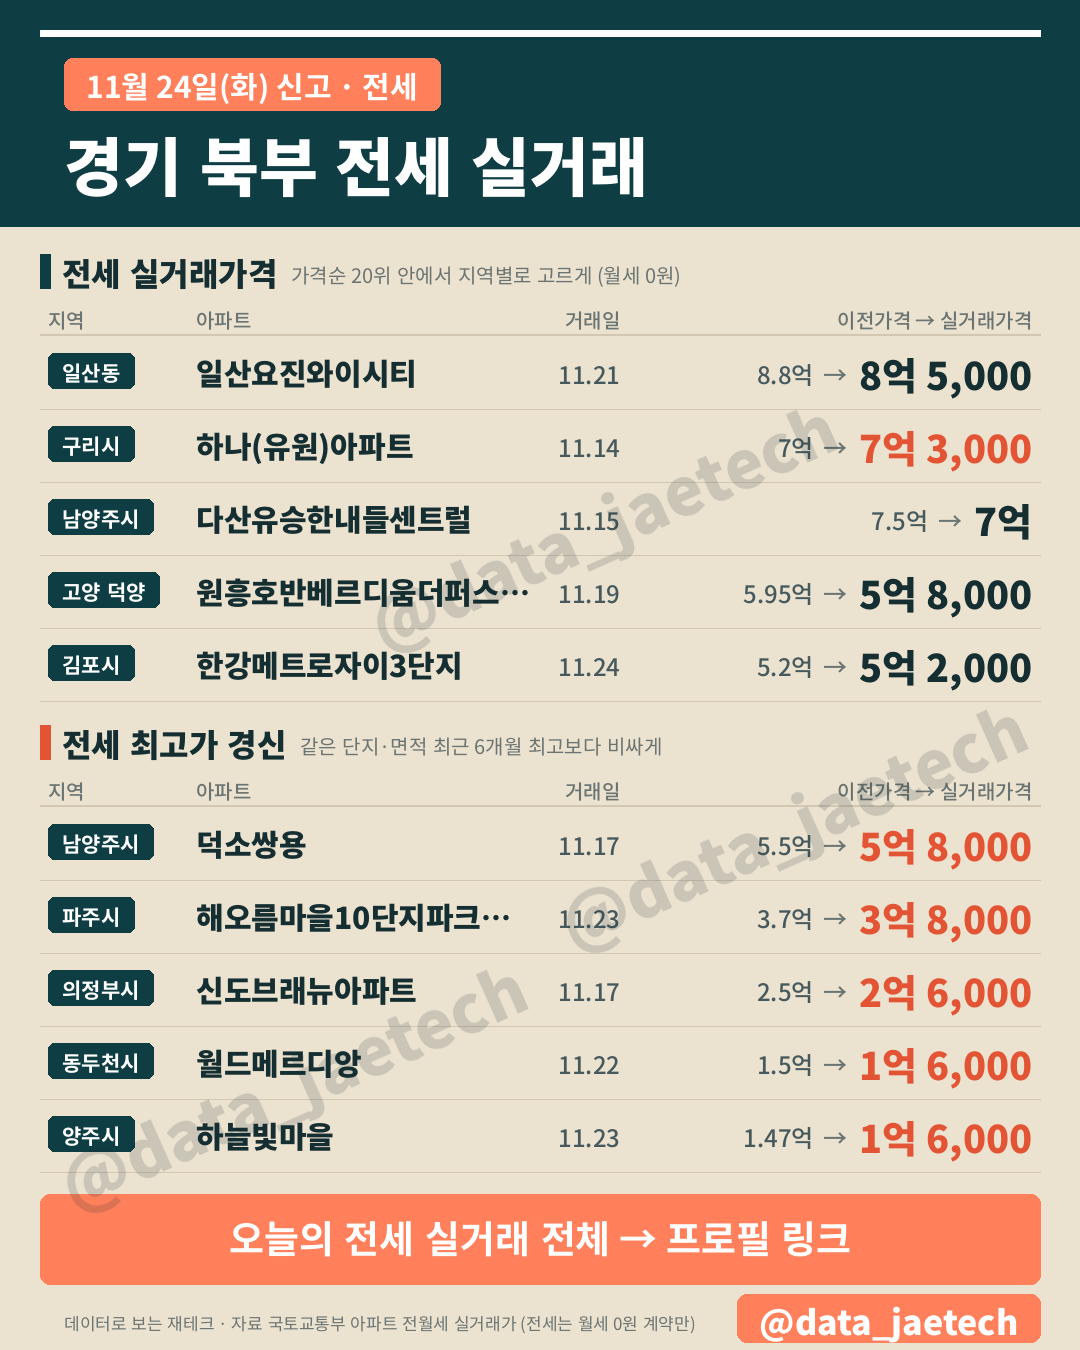 11월 24일(화) 신고 · 전세
경기 북부 전세 실거래
전세 실거래가격 가격순 20위 안에서 지역별로 고르게 (월세 0원)
지역 아파트 거래일 이전가격 → 실거래가격
일산동 일산요진와이시티 11.21 8.8억 → 8억 5,000
구리시 하나(유원)아파트 11.14 7억 → 7억 3,000
남양주시 다산유승한내들센트럴 11.15 7.5억 → 7억
고양 덕양 원흥호반베르디움더퍼스… 11.19 5.95억 → 5억 8,000
김포시 한강메트로자이3단지 11.24 5.2억 → 5억 2,000
전세 최고가 경신 같은 단지·면적 최근 6개월 최고보다 비싸게
지역 아파트 거래일 이전가격 → 실거래가격
남양주시 덕소쌍용 11.17 5.5억 → 5억 8,000
파주시 해오름마을10단지파크… 11.23 3.7억 → 3억 8,000
의정부시 신도브래뉴아파트 11.17 2.5억 → 2억 6,000
동두천시 월드메르디앙 11.22 1.5억 → 1억 6,000
양주시 하늘빛마을 11.23 1.47억 → 1억 6,000
@data_jaetech
@data_jaetech
@data_jaetech
오늘의 전세 실거래 전체 → 프로필 링크
데이터로 보는 재테크 · 자료 국토교통부 아파트 전월세 실거래가 (전세는 월세 0원 계약만)
@data_jaetech